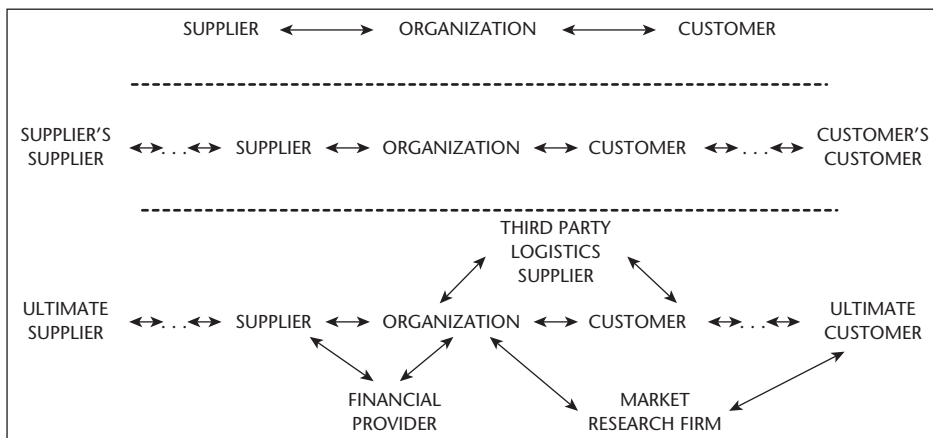 SUPPLIER ORGANIZATION CUSTOMER
SUPPLIER'S
SUPPLIER
. . .
SUPPLIER
ORGANIZATION
CUSTOMER
. . .
CUSTOMER'S
CUSTOMER
THIRD PARTY
LOGISTICS
SUPPLIER
ULTIMATE
SUPPLIER
. . .
SUPPLIER
ORGANIZATION
CUSTOMER
. . .
ULTIMATE
CUSTOMER
FINANCIAL
PROVIDER
MARKET
RESEARCH FIRM